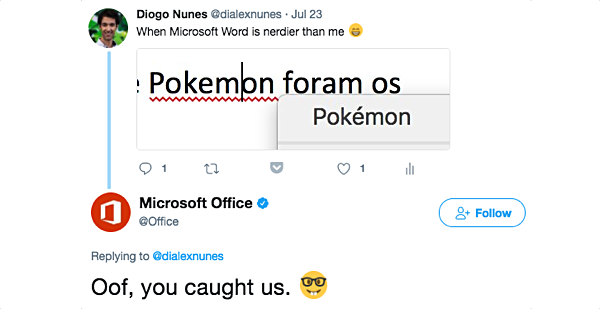 Diogo Nunes @dialexnunes · Jul 23
When Microsoft Word is nerdier than me 😁
e Pokemon foram os
Pokémon
1 1
Microsoft Office
@Office
Follow
Replying to @dialexnunes
Oof, you caught us. 🤓